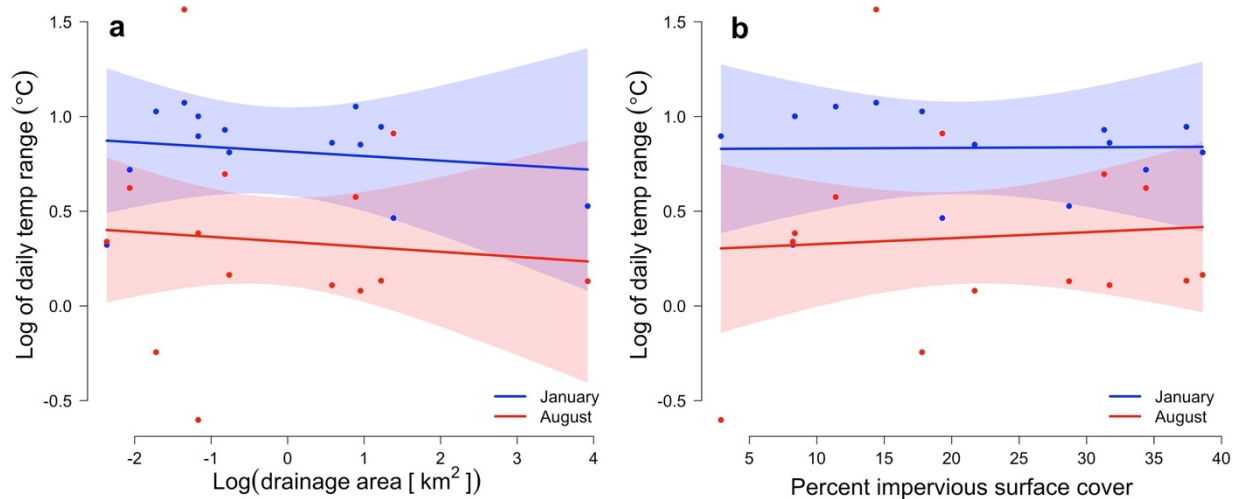 a
Log of daily temp range (°C)
1.5
1.0
0.5
0.0
-0.5
January
August
-2 -1 0 1 2 3 4
Log(drainage area [ km² ])
b
Log of daily temp range (°C)
1.5
1.0
0.5
0.0
-0.5
January
August
5 10 15 20 25 30 35 40
Percent impervious surface cover